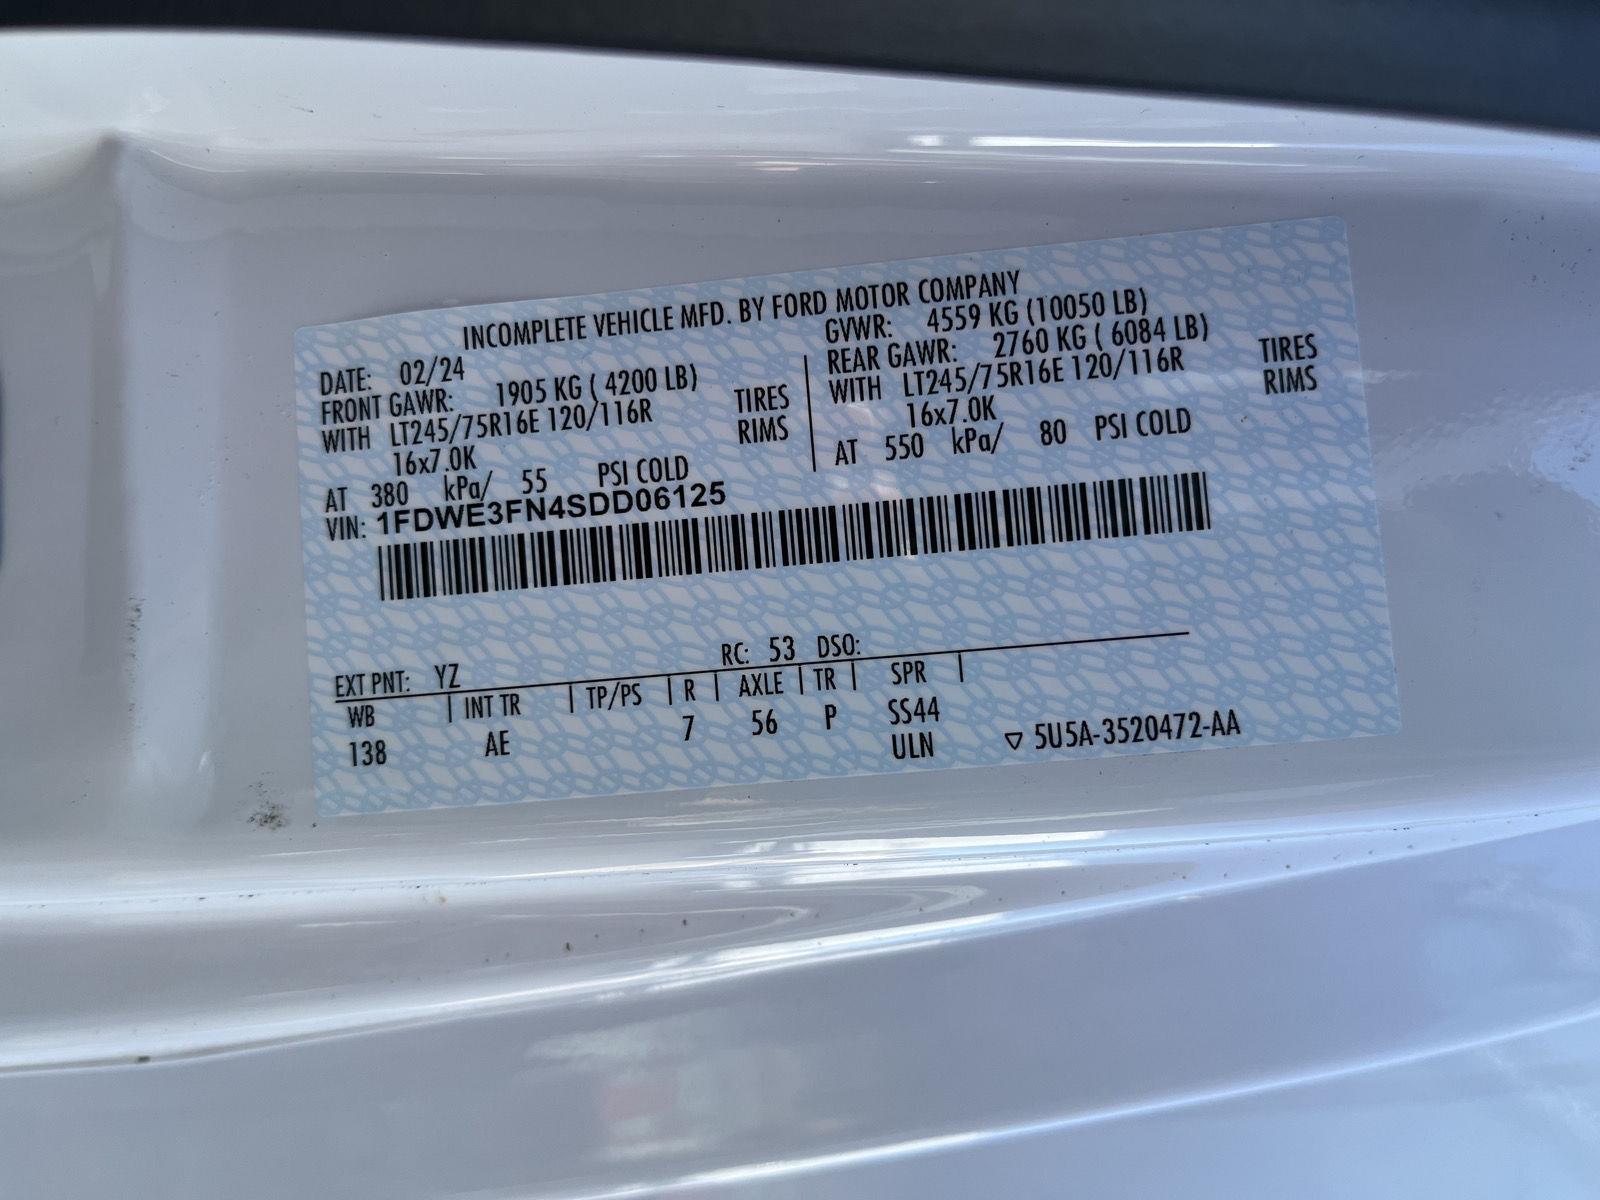 INCOMPLETE VEHICLE MFD. BY FORD MOTOR COMPANY
DATE: 02/24
FRONT GAWR: 1905 KG ( 4200 LB)
WITH LT245/75R16E 120/116R TIRES
16x7.0K RIMS
AT 380 kPa/ 55 PSI COLD
GVWR: 4559 KG (10050 LB)
REAR GAWR: 2760 KG ( 6084 LB)
WITH LT245/75R16E 120/116R TIRES
16x7.0K RIMS
AT 550 kPa/ 80 PSI COLD
VIN: 1FDWE3FN4SDD06125
EXT PNT: YZ RC: 53 DSO:
WB | INT TR | TP/PS | R | AXLE | TR | SPR |
138 AE 7 56 P SS44
ULN ▽ 5U5A-3520472-AA